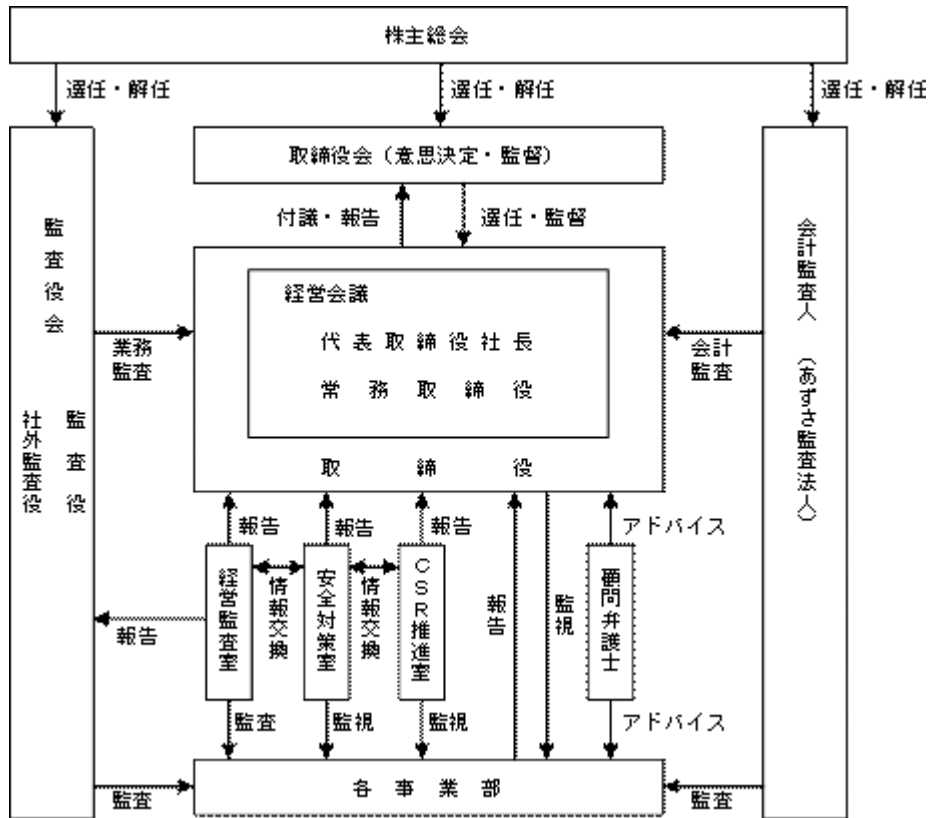 株主総会
選任・解任
選任・解任
選任・解任
取締役会（意思決定・監督）
付議・報告
選任・監督
監査役会
監査役
社外監査役
会計監査人
（あずさ監査法人）
経営会議
代表取締役社長
常務取締役
取締役
業務
監査
会計
監査
報告
報告
報告
アドバイス
経営監査室
情報交換
安全対策室
情報交換
CSR推進室
報告
監視
顧問弁護士
報告
監査
監視
監視
アドバイス
各事業部
監査
監査